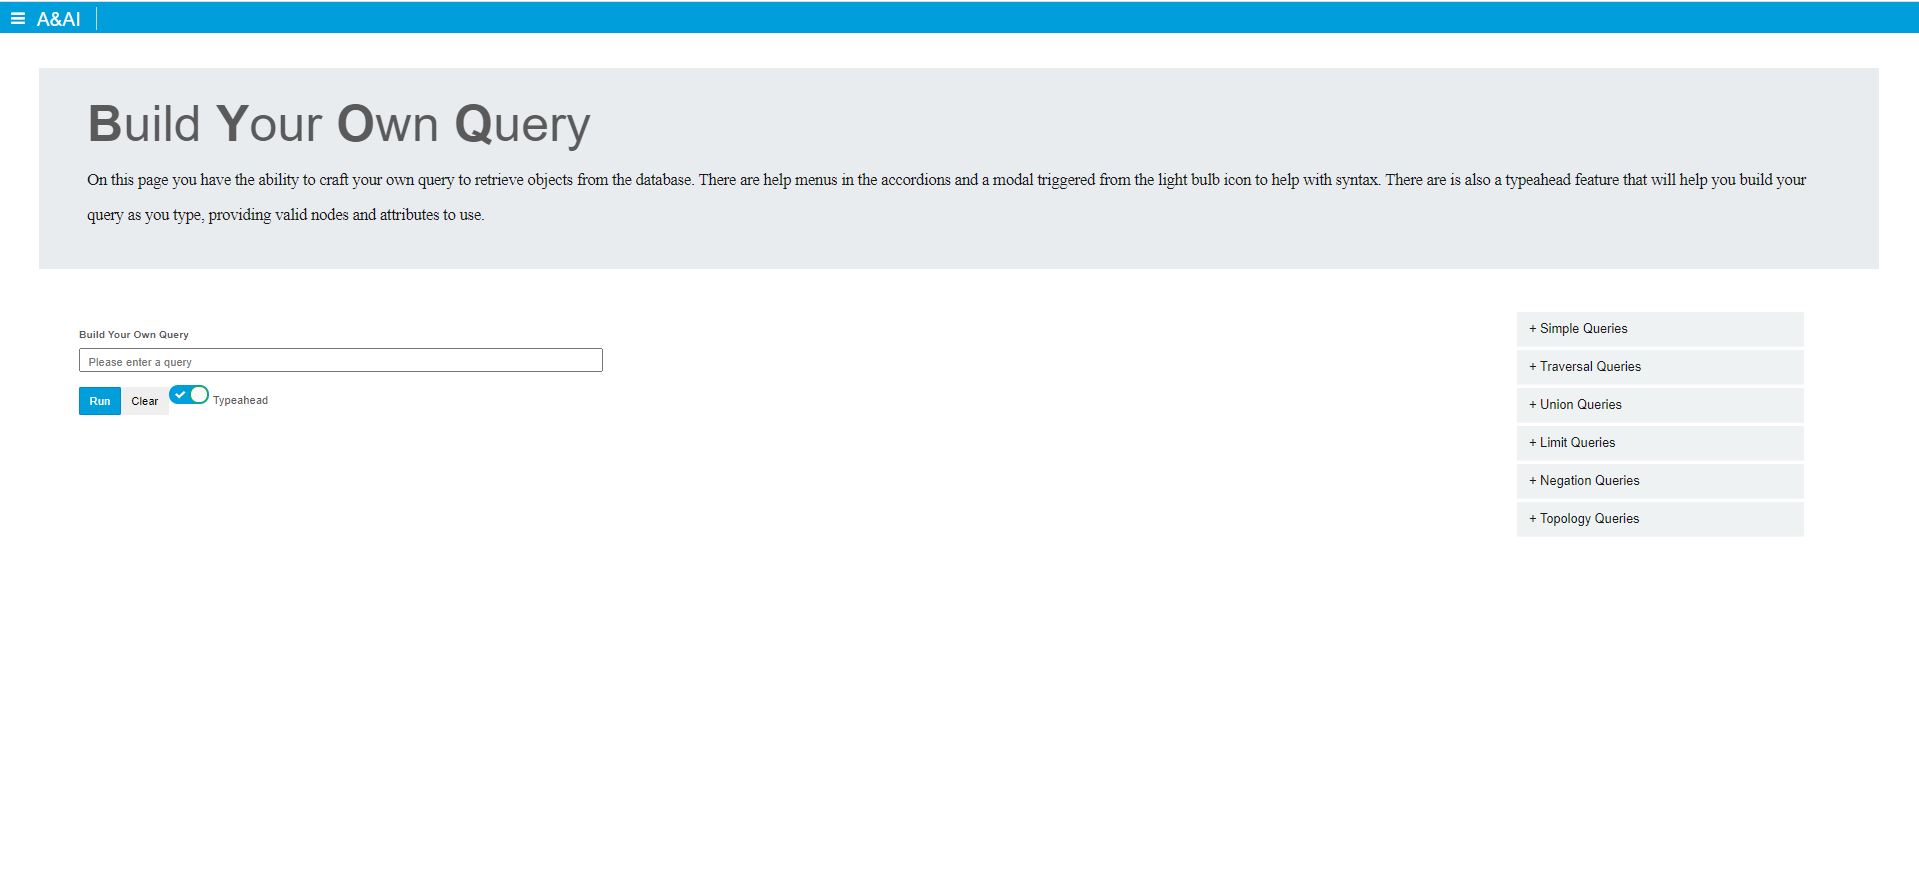 A&AI
Build Your Own Query
On this page you have the ability to craft your own query to retrieve objects from the database. There are help menus in the accordions and a modal triggered from the light bulb icon to help with syntax. There are is also a typeahead feature that will help you build your
query as you type, providing valid nodes and attributes to use.
Build Your Own Query
Please enter a query
Run Clear Typeahead
+ Simple Queries
+ Traversal Queries
+ Union Queries
+ Limit Queries
+ Negation Queries
+ Topology Queries